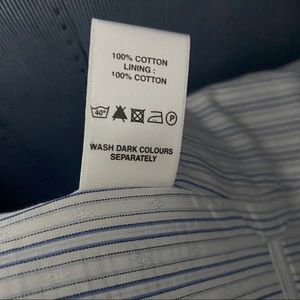 100% COTTON
LINING :
100% COTTON
40° P
WASH DARK COLOURS
SEPARATELY